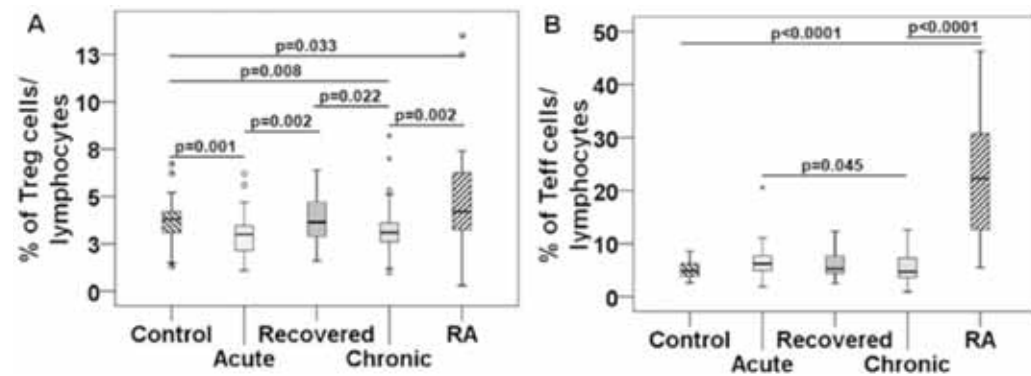 A
% of Treg cells/
lymphocytes
13
10
8
5
3
0
p=0.033
p=0.008
p=0.022
p=0.002
p=0.002
p=0.001
Control
Acute
Recovered
Chronic
RA
B
% of Teff cells/
lymphocytes
50
40
30
20
10
0
p<0.0001
p<0.0001
p=0.045
Control
Acute
Recovered
Chronic
RA